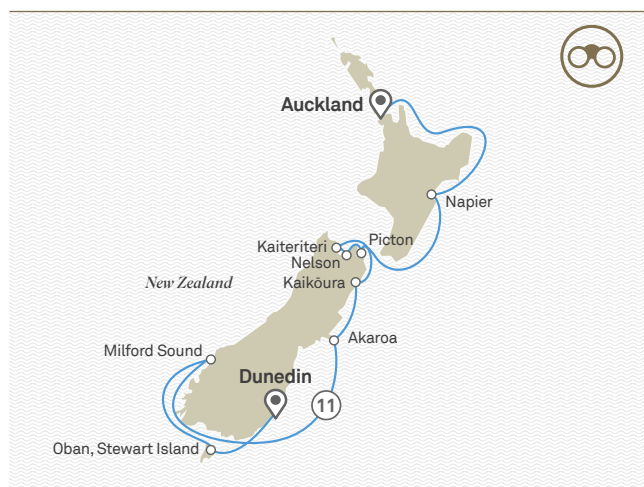 Auckland
Napier
Kaiteriteri
Picton
Nelson
New Zealand
Kaikōura
Akaroa
Milford Sound
Dunedin
11
Oban, Stewart Island